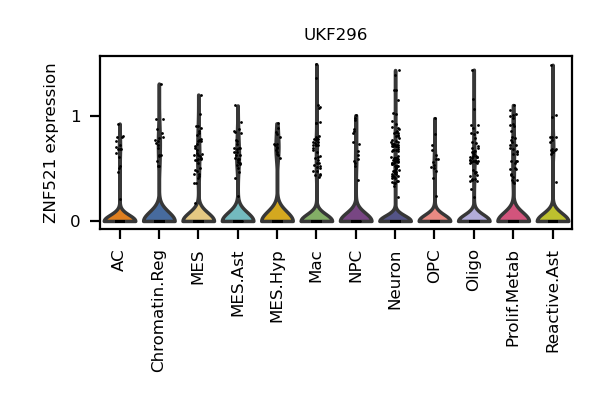 UKF296
ZNF521 expression
1
0
AC
Chromatin.Reg
MES
MES.Ast
MES.Hyp
Mac
NPC
Neuron
OPC
Oligo
Prolif.Metab
Reactive.Ast